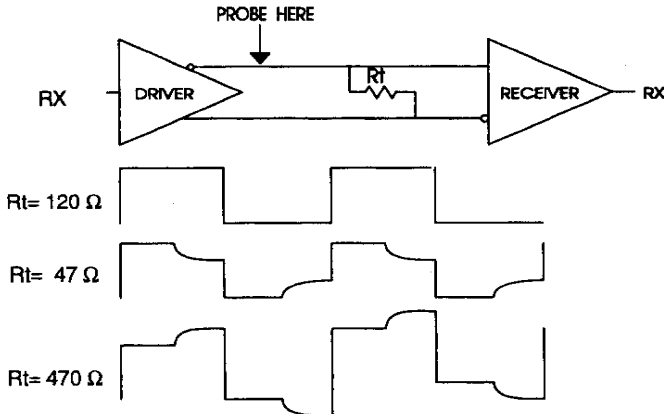 PROBE HERE
Rt
RX DRIVER RECEIVER RX
Rt= 120 Ω
Rt= 47 Ω
Rt= 470 Ω